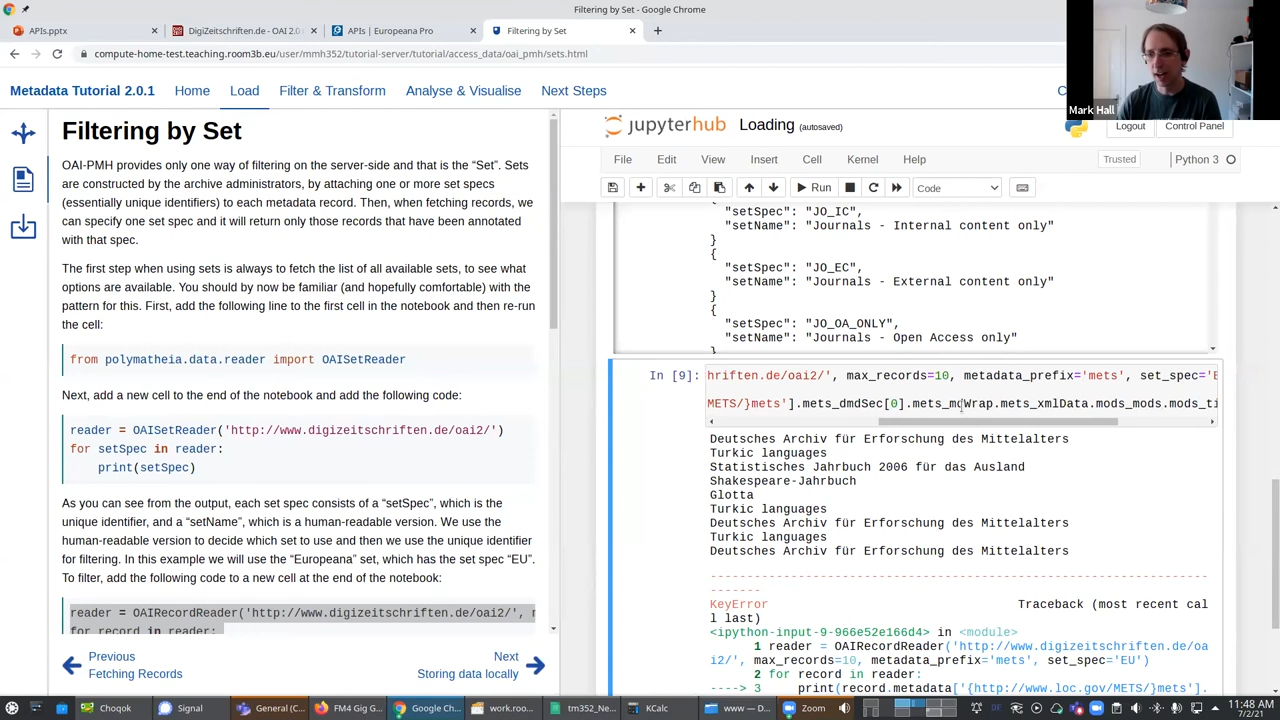 Filtering by Set - Google Chrome
APIs.pptx
DigiZeitschriften.de - OAI 2.0
APIs | Europeana Pro
Filtering by Set
compute-home-test.teaching.room3b.eu/user/mmh352/tutorial-server/tutorial/access_data/oai_pmh/sets.html
Mark Hall
Metadata Tutorial 2.0.1
Home
Load
Filter & Transform
Analyse & Visualise
Next Steps
Filtering by Set
OAI-PMH provides only one way of filtering on the server-side and that is the “Set”. Sets
are constructed by the archive administrators, by attaching one or more set specs
(essentially unique identifiers) to each metadata record. Then, when fetching records, we
can specify one set spec and it will return only those records that have been annotated
with that spec.
The first step when using sets is always to fetch the list of all available sets, to see what
options are available. You should by now be familiar (and hopefully comfortable) with the
pattern for this. First, add the following line to the first cell in the notebook and then re-run
the cell:
from polymatheia.data.reader import OAISetReader
Next, add a new cell to the end of the notebook and add the following code:
reader = OAISetReader('http://www.digizeitschriften.de/oai2/')
for setSpec in reader:
print(setSpec)
As you can see from the output, each set spec consists of a “setSpec”, which is the
unique identifier, and a “setName”, which is a human-readable version. We use the
human-readable version to decide which set to use and then we use the unique identifier
for filtering. In this example we will use the “Europeana” set, which has the set spec “EU”.
To filter, add the following code to a new cell at the end of the notebook:
reader = OAIRecordReader('http://www.digizeitschriften.de/oai2/',
for record in reader:
Previous
Fetching Records
Next
Storing data locally
jupyterhub
Loading
(autosaved)
Logout
Control Panel
File
Edit
View
Insert
Cell
Kernel
Help
Trusted
Python 3
Run
Code
{
"setSpec": "JO_IC",
"setName": "Journals - Internal content only"
}
{
"setSpec": "JO_EC",
"setName": "Journals - External content only"
}
{
"setSpec": "JO_OA_ONLY",
"setName": "Journals - Open Access only"
}
In [9]:
hriften.de/oai2/', max_records=10, metadata_prefix='mets', set_spec='E
METS/}mets'].mets_dmdSec[0].mets_mdWrap.mets_xmlData.mods_mods.mods_ti
Deutsches Archiv für Erforschung des Mittelalters
Turkic languages
Statistisches Jahrbuch 2006 für das Ausland
Shakespeare-Jahrbuch
Glotta
Turkic languages
Deutsches Archiv für Erforschung des Mittelalters
Turkic languages
Deutsches Archiv für Erforschung des Mittelalters
---------------------------------------------------------------------
-------
KeyError Traceback (most recent cal
l last)
<ipython-input-9-966e52e166d4> in <module>
1 reader = OAIRecordReader('http://www.digizeitschriften.de/oa
i2/', max_records=10, metadata_prefix='mets', set_spec='EU')
2 for record in reader:
----> 3 print(record.metadata['{http://www.loc.gov/METS/}mets'].
Choqok
Signal
General (C...
FM4 Gig G...
Google Ch...
work.room...
tm352_Ne...
KCalc
www — D...
Zoom
11:48 AM
7/2/21